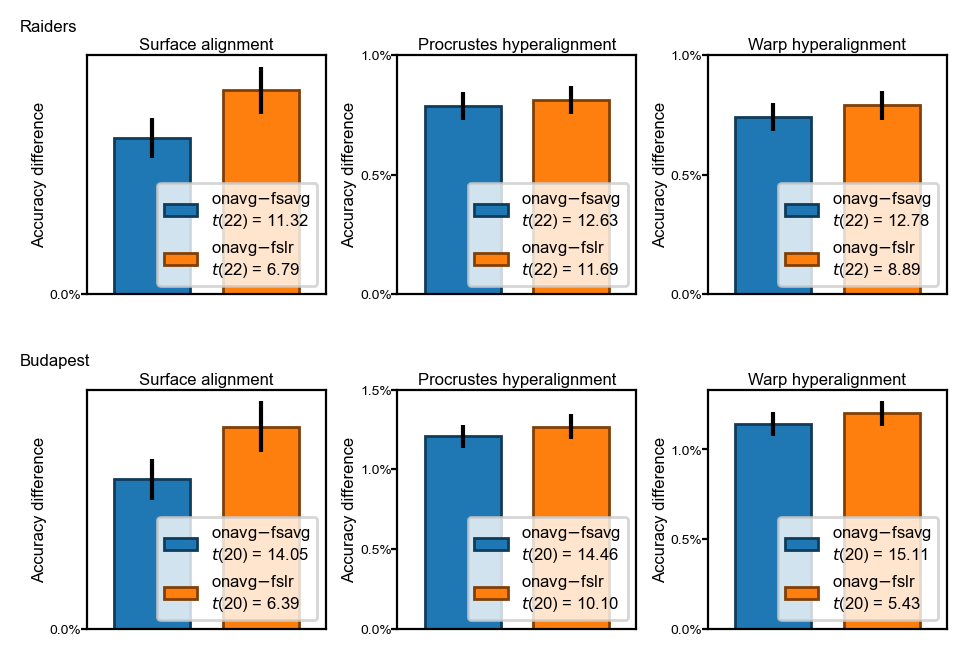 Raiders
Surface alignment
Accuracy difference
0.0%
onavg−fsavg
t(22) = 11.32
onavg−fslr
t(22) = 6.79
Procrustes hyperalignment
Accuracy difference
1.0%
0.5%
0.0%
onavg−fsavg
t(22) = 12.63
onavg−fslr
t(22) = 11.69
Warp hyperalignment
Accuracy difference
1.0%
0.5%
0.0%
onavg−fsavg
t(22) = 12.78
onavg−fslr
t(22) = 8.89
Budapest
Surface alignment
Accuracy difference
0.0%
onavg−fsavg
t(20) = 14.05
onavg−fslr
t(20) = 6.39
Procrustes hyperalignment
Accuracy difference
1.5%
1.0%
0.5%
0.0%
onavg−fsavg
t(20) = 14.46
onavg−fslr
t(20) = 10.10
Warp hyperalignment
Accuracy difference
1.0%
0.5%
0.0%
onavg−fsavg
t(20) = 15.11
onavg−fslr
t(20) = 5.43